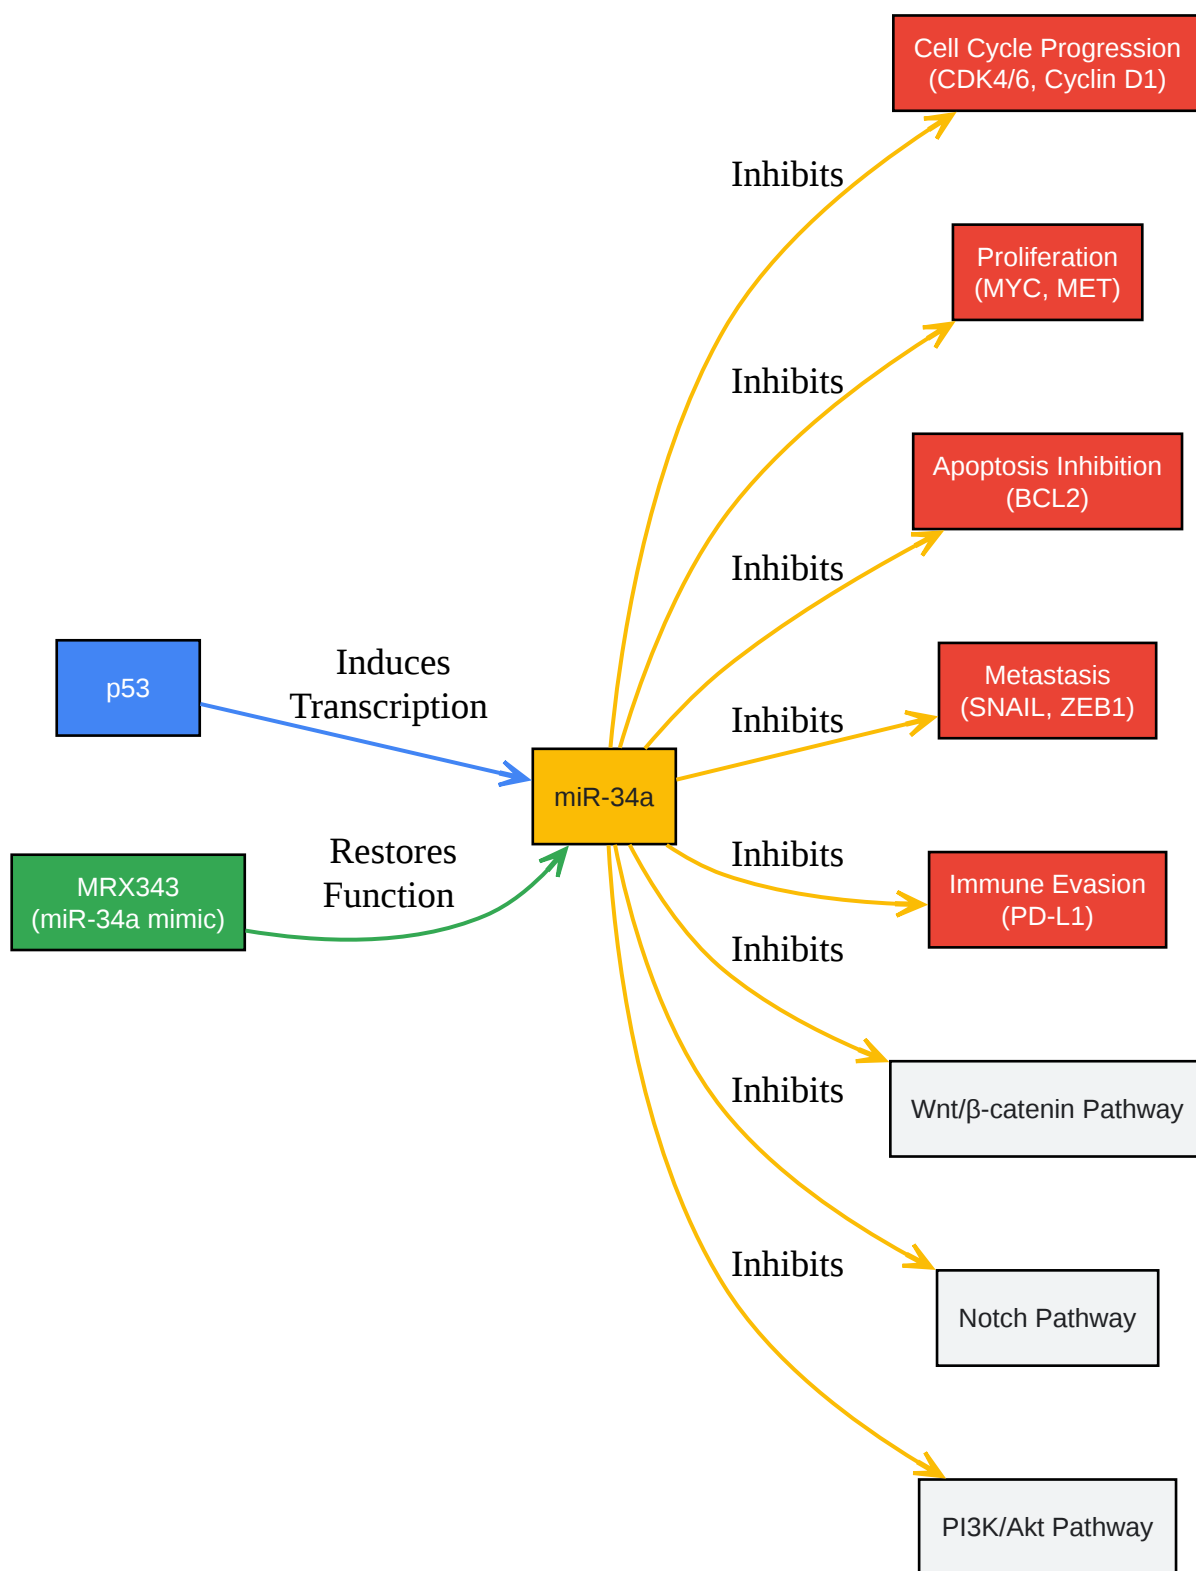 Cell Cycle Progression
(CDK4/6, Cyclin D1)
Inhibits
Proliferation
(MYC, MET)
Inhibits
Apoptosis Inhibition
(BCL2)
Inhibits
p53
Induces
Transcription
Metastasis
(SNAIL, ZEB1)
Inhibits
miR-34a
MRX343
(miR-34a mimic)
Restores
Function
Inhibits
Immune Evasion
(PD-L1)
Inhibits
Wnt/β-catenin Pathway
Inhibits
Notch Pathway
Inhibits
PI3K/Akt Pathway